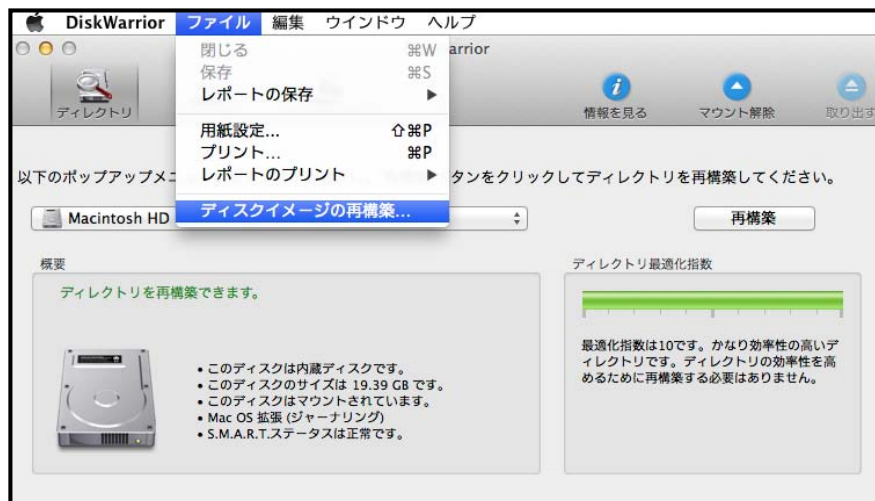 DiskWarrior ファイル 編集 ウインドウ ヘルプ
閉じる ⌘W
保存 ⌘S
レポートの保存 ▶
用紙設定... ⇧⌘P
プリント... ⌘P
レポートのプリント ▶
ディスクイメージの再構築...
arrior
ディレクトリ
情報を見る
マウント解除
取り出す
以下のポップアップメ
タンをクリックしてディレクトリを再構築してください。
Macintosh HD
再構築
概要
ディレクトリを再構築できます。
• このディスクは内蔵ディスクです。
• このディスクのサイズは 19.39 GB です。
• このディスクはマウントされています。
• Mac OS 拡張 (ジャーナリング)
• S.M.A.R.T.ステータスは正常です。
ディレクトリ最適化指数
最適化指数は10です。かなり効率性の高いデ
ィレクトリです。ディレクトリの効率性を高
めるために再構築する必要はありません。